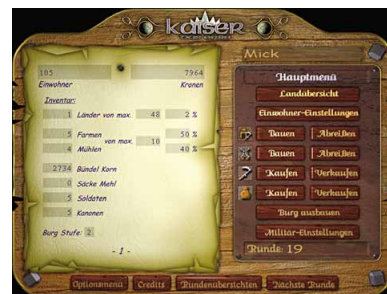 Kaiser
Mick
105 7964
Einwohner Kronen
Inventar:
1 Länder von max. 48 2 %
5 Farmen 50 %
von max. 10
4 Mühlen 40 %
2734 Bündel Korn
0 Säcke Mehl
5 Soldaten
5 Kanonen
Burg Stufe: 2
- 1 -
Hauptmenü
Landübersicht
Einwohner-Einstellungen
Bauen Abreißen
Bauen Abreißen
Kaufen Verkaufen
Kaufen Verkaufen
Burg ausbauen
Militar-Einstellungen
Runde: 19
Optionsmenü Credits Rundenübersichten Nächste Runde